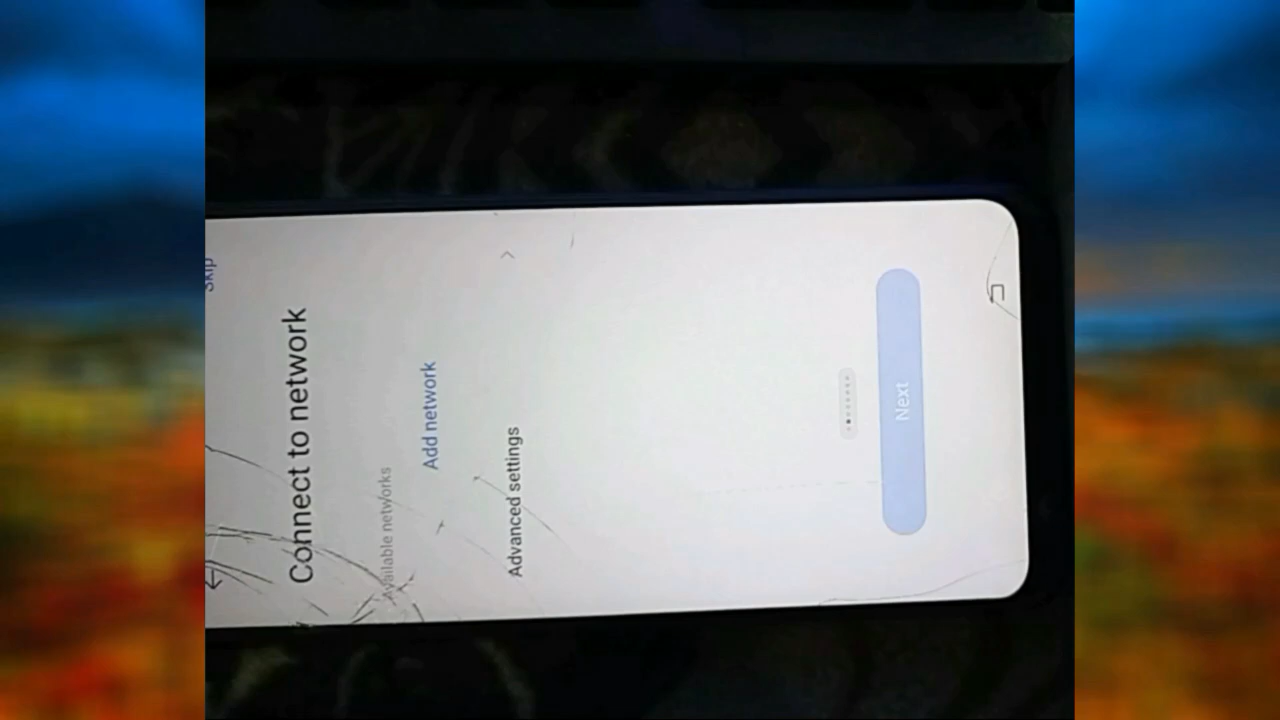 Skip
Connect to network
Available networks
Add network
Advanced settings
Next